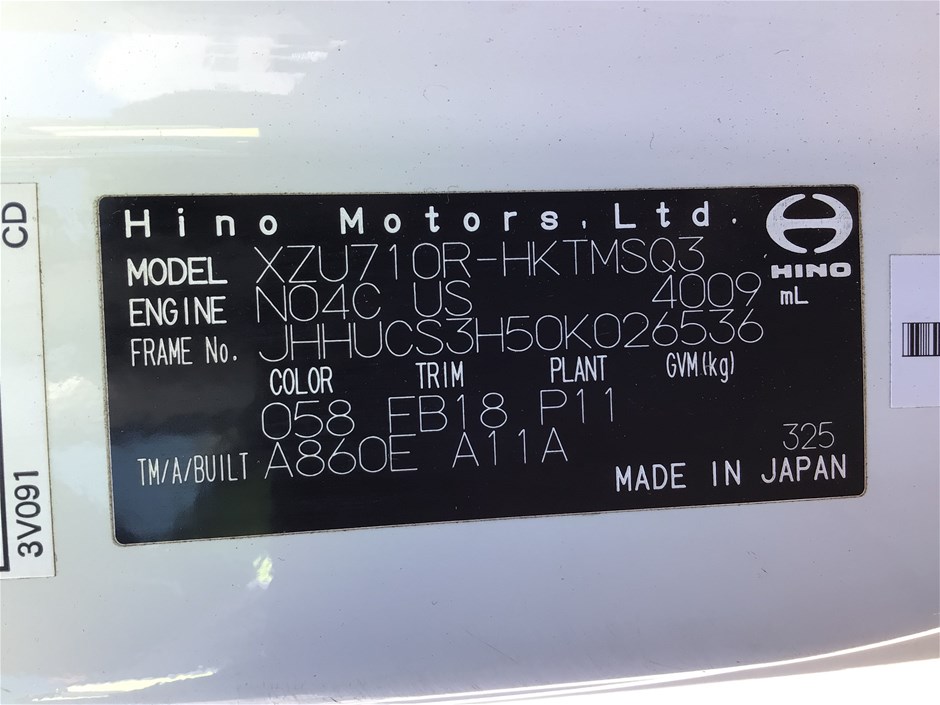 Hino Motors, Ltd.
HINO
MODEL XZU710R-HKTMSQ3
ENGINE N04C US 4009 mL
FRAME No. JHHUCS3H50K026536
COLOR TRIM PLANT GVM(kg)
058 FB18 P11
TM/A/BUILT A860E A11A
325
MADE IN JAPAN
CD
3V091